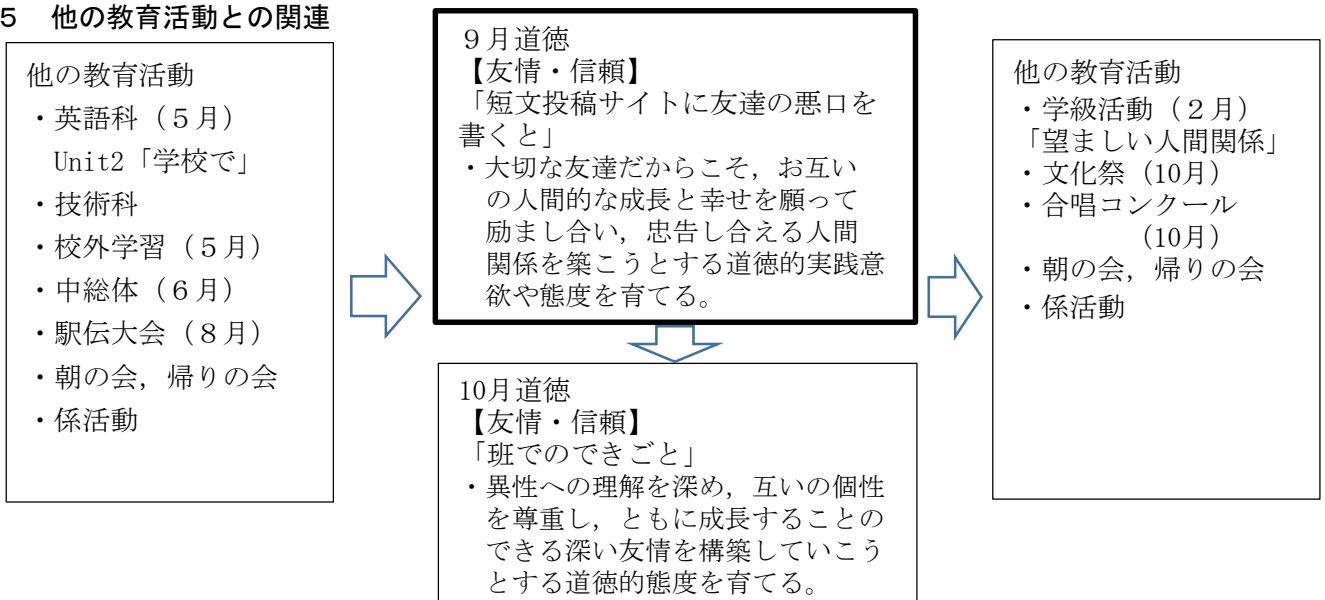 ５　他の教育活動との関連
他の教育活動
・英語科（５月）
Unit2「学校で」
・技術科
・校外学習（５月）
・中総体（６月）
・駅伝大会（８月）
・朝の会，帰りの会
・係活動
９月道徳
【友情・信頼】
「短文投稿サイトに友達の悪口を
書くと」
・大切な友達だからこそ，お互い
の人間的な成長と幸せを願って
励まし合い，忠告し合える人間
関係を築こうとする道徳的実践意
欲や態度を育てる。
10月道徳
【友情・信頼】
「班でのできごと」
・異性への理解を深め，互いの個性
を尊重し，ともに成長することの
できる深い友情を構築していこう
とする道徳的態度を育てる。
他の教育活動
・学級活動（２月）
「望ましい人間関係」
・文化祭（10月）
・合唱コンクール
（10月）
・朝の会，帰りの会
・係活動